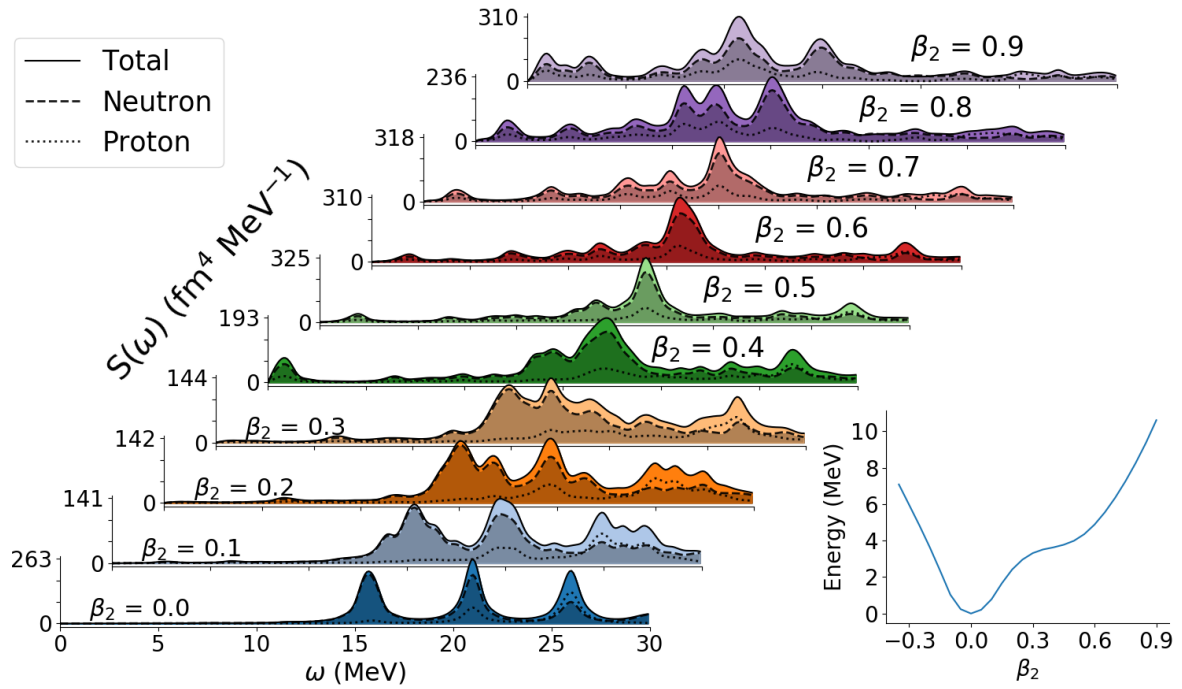 Total
Neutron
Proton
S(ω) (fm⁴ MeV⁻¹)
310
0
β₂ = 0.9
236
0
β₂ = 0.8
318
0
β₂ = 0.7
310
0
β₂ = 0.6
325
0
β₂ = 0.5
193
0
β₂ = 0.4
144
0
β₂ = 0.3
142
0
β₂ = 0.2
141
0
β₂ = 0.1
263
0
β₂ = 0.0
0 5 10 15 20 25 30
ω (MeV)
Energy (MeV)
10
8
6
4
2
0
−0.3 0.0 0.3 0.6 0.9
β₂